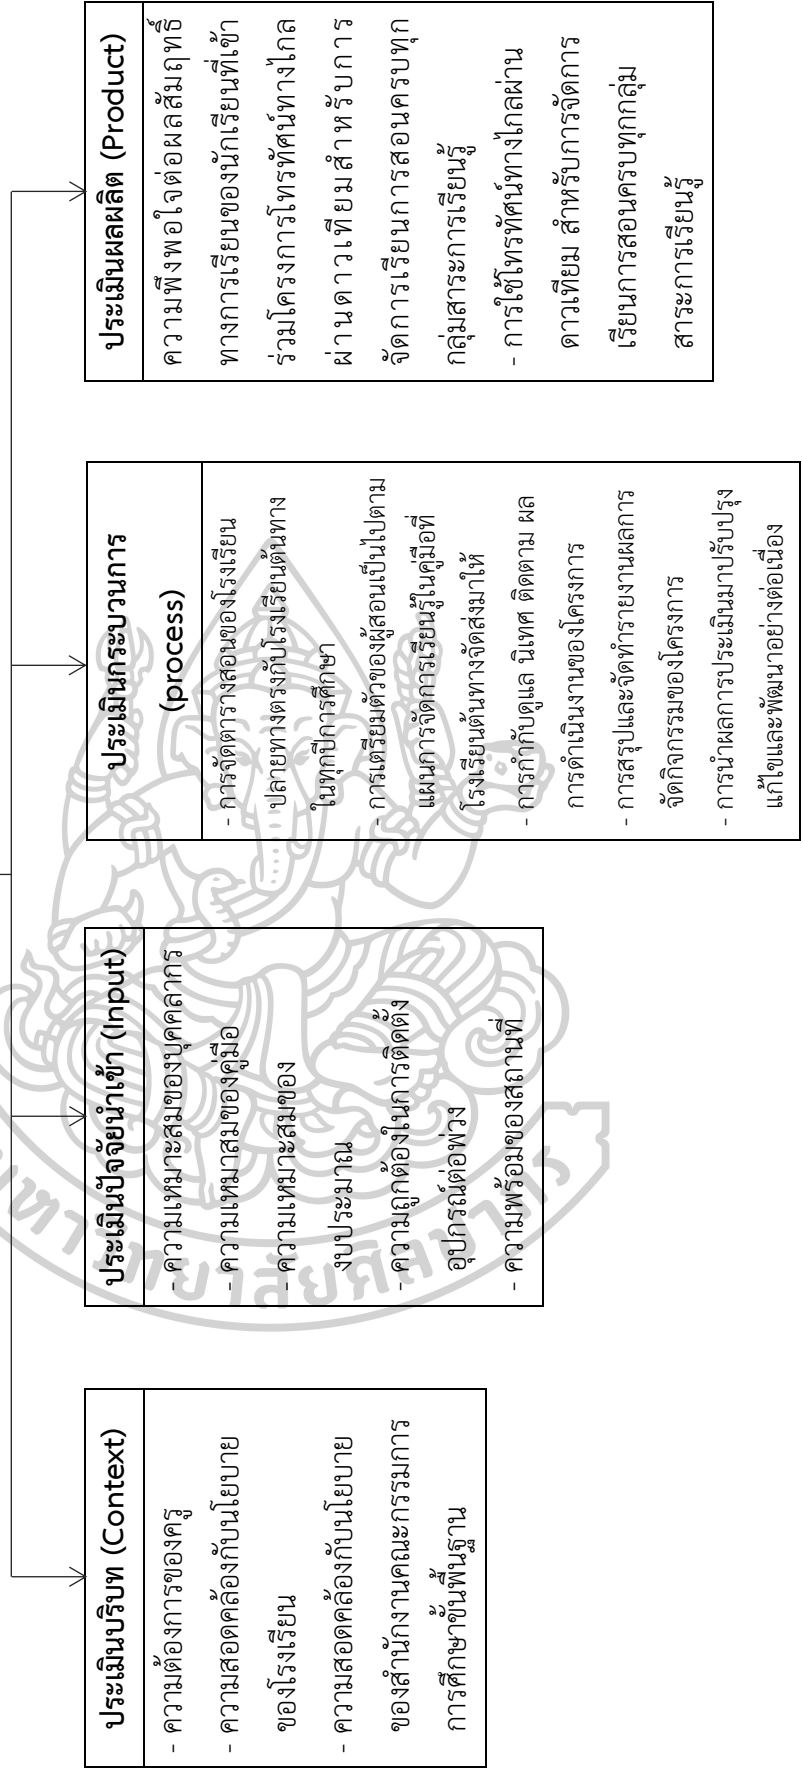 ประเมินบริบท (Context)
- ความต้องการของครู
- ความสอดคล้องกับนโยบาย
ของโรงเรียน
- ความสอดคล้องกับนโยบาย
ของสำนักงานคณะกรรมการ
การศึกษาขั้นพื้นฐาน
ประเมินปัจจัยนำเข้า (Input)
- ความเหมาะสมของบุคคลากร
- ความเหมาสมของคู่มือ
- ความเหมาะสมของ
งบประมาณ
- ความถูกต้องในการติดตั้ง
อุปกรณ์ต่อพ่วง
- ความพร้อมของสถานที่
ประเมินกระบวนการ
(process)
- การจัดตารางสอนของโรงเรียน
ปลายทางตรงกับโรงเรียนต้นทาง
ในทุกปีการศึกษา
- การเตรียมตัวของผู้สอนเป็นไปตาม
แผนการจัดการเรียนรู้ในคู่มือที่
โรงเรียนต้นทางจัดส่งมาให้
- การกำกับดูแล นิเทศ ติดตาม ผล
การดำเนินงานของโครงการ
- การสรุปและจัดทำรายงานผลการ
จัดกิจกรรมของโครงการ
- การนำผลการประเมินมาปรับปรุง
แก้ไขและพัฒนาอย่างต่อเนื่อง
ประเมินผลผลิต (Product)
ความพึงพอใจต่อผลสัมฤทธิ์
ทางการเรียนของนักเรียนที่เข้า
ร่วมโครงการโทรทัศน์ทางไกล
ผ่านดาวเทียมสำหรับการ
จัดการเรียนการสอนครบทุก
กลุ่มสาระการเรียนรู้
- การใช้โทรทัศน์ทางไกลผ่าน
ดาวเทียม สำหรับการจัดการ
เรียนการสอนครบทุกกลุ่ม
สาระการเรียนรู้